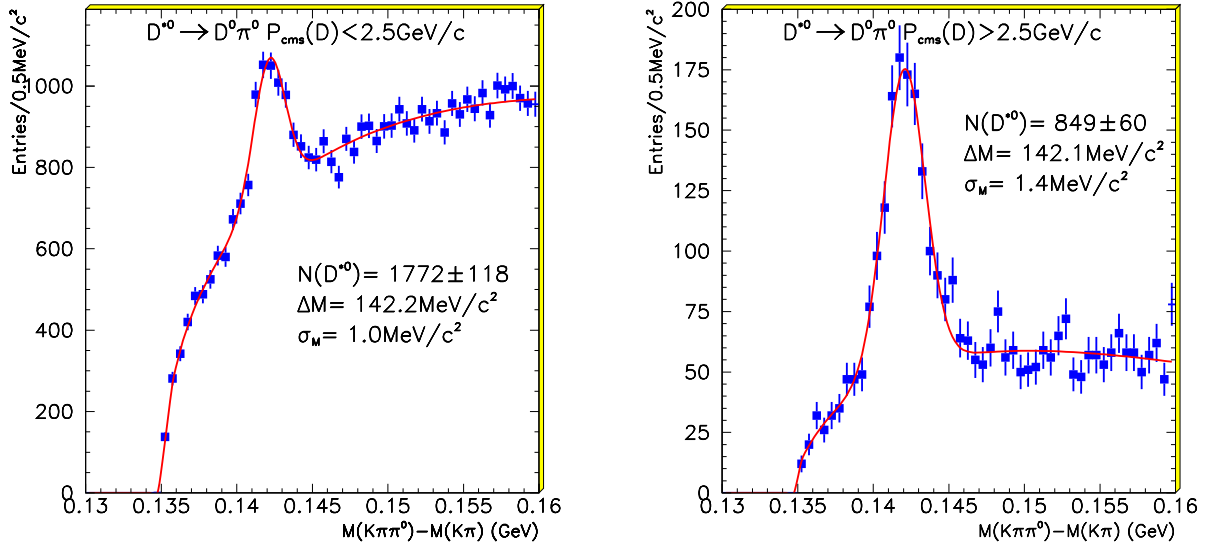 D*⁰→D⁰π⁰ P_cms(D)<2.5GeV/c
Entries/0.5MeV/c²
1000
800
600
400
200
0
N(D*⁰)= 1772±118
ΔM= 142.2MeV/c²
σ_M= 1.0MeV/c²
0.13 0.135 0.14 0.145 0.15 0.155 0.16
M(Kππ⁰)−M(Kπ) (GeV)
D*⁰→D⁰π⁰ P_cms(D)>2.5GeV/c
Entries/0.5MeV/c²
200
175
150
125
100
75
50
25
0
N(D*⁰)= 849±60
ΔM= 142.1MeV/c²
σ_M= 1.4MeV/c²
0.13 0.135 0.14 0.145 0.15 0.155 0.16
M(Kππ⁰)−M(Kπ) (GeV)